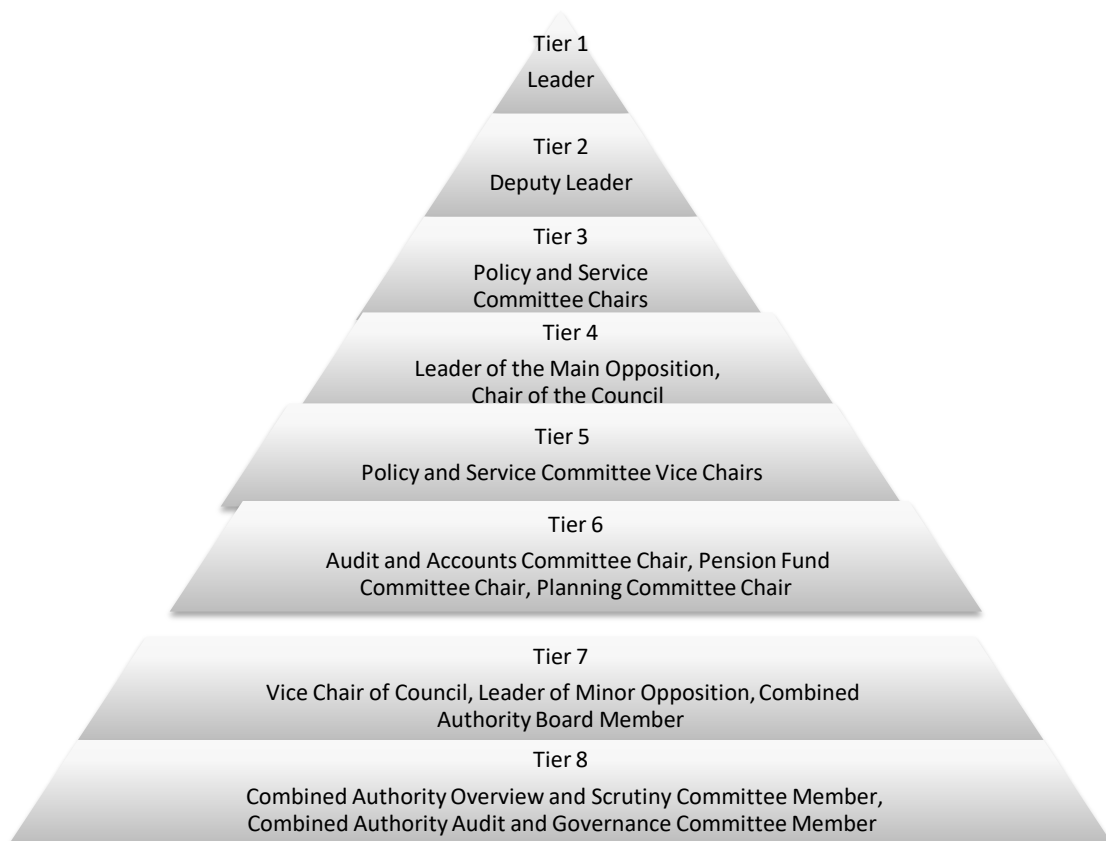 Tier 1
Leader
Tier 2
Deputy Leader
Tier 3
Policy and Service
Committee Chairs
Tier 4
Leader of the Main Opposition,
Chair of the Council
Tier 5
Policy and Service Committee Vice Chairs
Tier 6
Audit and Accounts Committee Chair, Pension Fund
Committee Chair, Planning Committee Chair
Tier 7
Vice Chair of Council, Leader of Minor Opposition, Combined
Authority Board Member
Tier 8
Combined Authority Overview and Scrutiny Committee Member,
Combined Authority Audit and Governance Committee Member